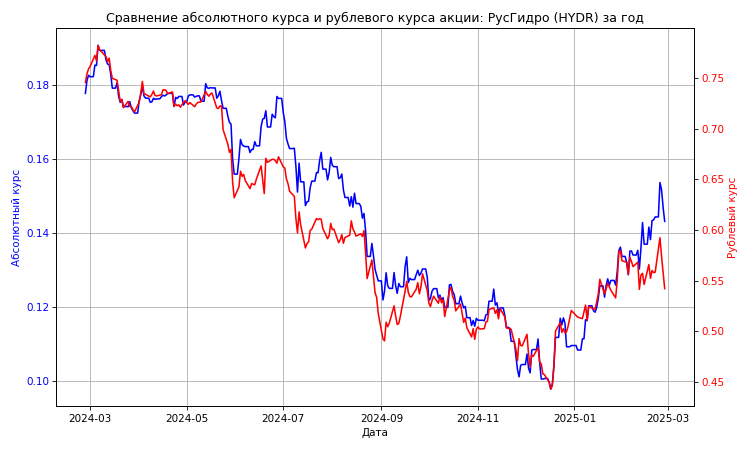 Сравнение абсолютного курса и рублевого курса акции: РусГидро (HYDR) за год
Абсолютный курс
0.18
0.16
0.14
0.12
0.10
0.75
0.70
0.65
0.60
0.55
0.50
0.45
Рублевый курс
2024-03 2024-05 2024-07 2024-09 2024-11 2025-01 2025-03
Дата